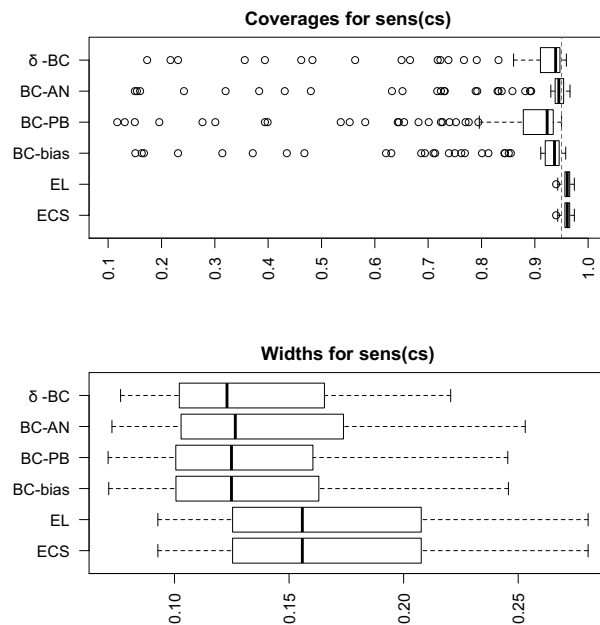 Coverages for sens(cs)
δ -BC
BC-AN
BC-PB
BC-bias
EL
ECS
0.1 0.2 0.3 0.4 0.5 0.6 0.7 0.8 0.9 1.0
Widths for sens(cs)
δ -BC
BC-AN
BC-PB
BC-bias
EL
ECS
0.10 0.15 0.20 0.25